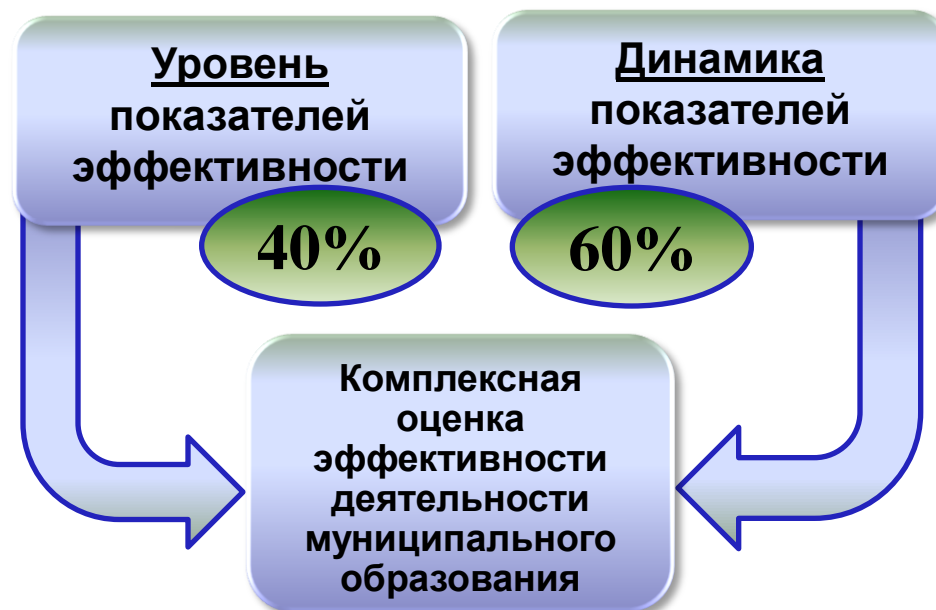 Уровень
показателей
эффективности
Динамика
показателей
эффективности
40%
60%
Комплексная
оценка
эффективности
деятельности
муниципального
образования